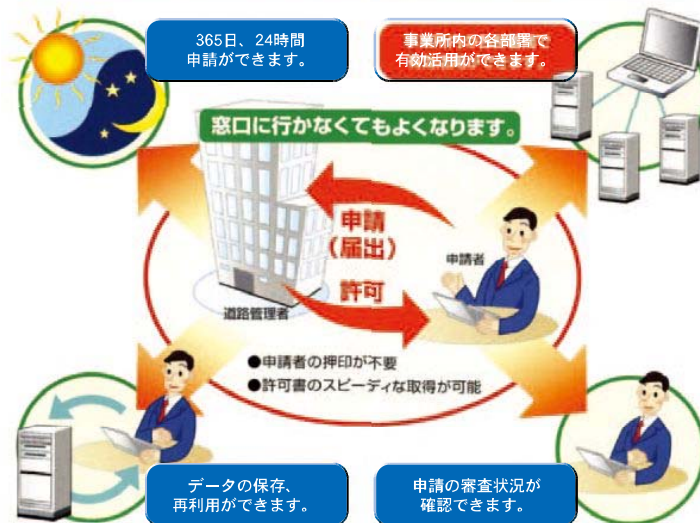 365日、24時間
申請ができます。
事業所内の各部署で
有効活用ができます。
窓口に行かなくてもよくなります。
申請
（届出）
申請者
許可
道路管理者
●申請者の押印が不要
●許可書のスピーディな取得が可能
データの保存、
再利用ができます。
申請の審査状況が
確認できます。